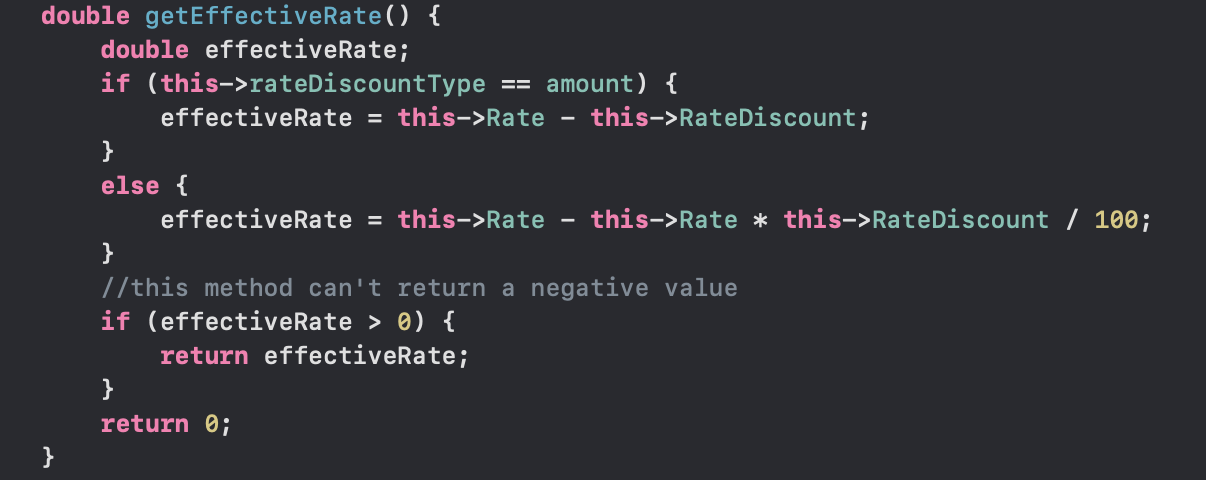 double getEffectiveRate() {
    double effectiveRate;
    if (this->rateDiscountType == amount) {
        effectiveRate = this->Rate - this->RateDiscount;
    }
    else {
        effectiveRate = this->Rate - this->Rate * this->RateDiscount / 100;
    }
    //this method can't return a negative value
    if (effectiveRate > 0) {
        return effectiveRate;
    }
    return 0;
}